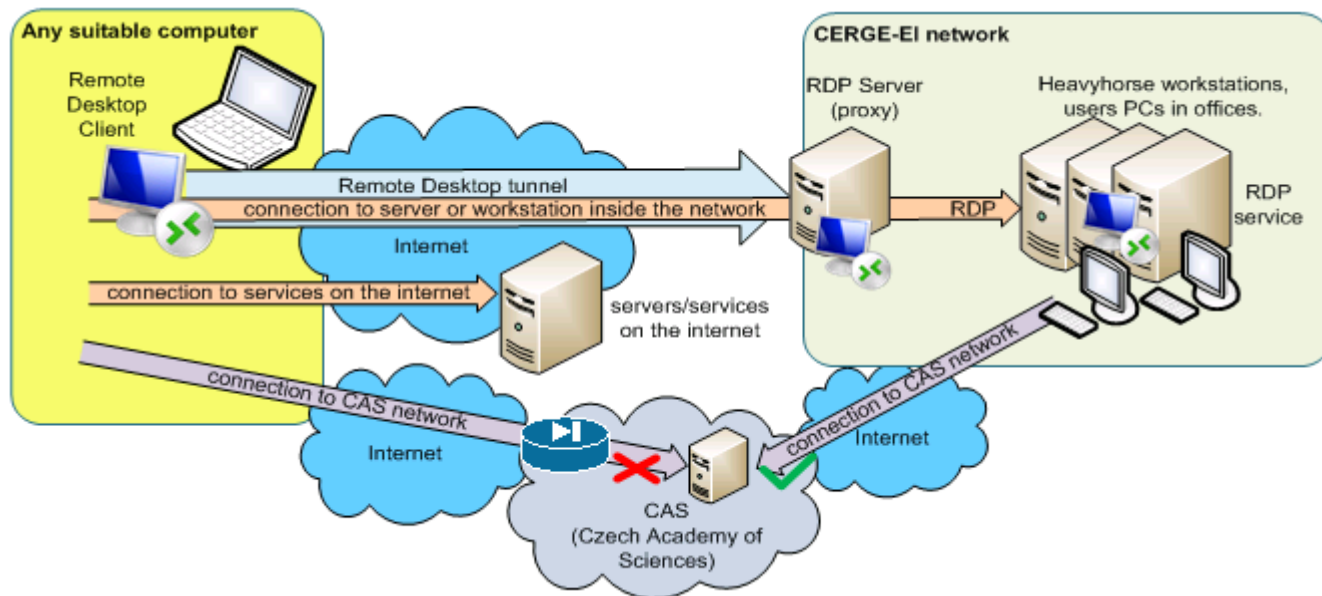 Any suitable computer
Remote
Desktop
Client
CERGE-EI network
RDP Server
(proxy)
Heavyhorse workstations,
users PCs in offices.
Remote Desktop tunnel
connection to server or workstation inside the network
RDP
RDP
service
Internet
connection to services on the internet
servers/services
on the internet
connection to CAS network
Internet
connection to CAS network
Internet
CAS
(Czech Academy of
Sciences)